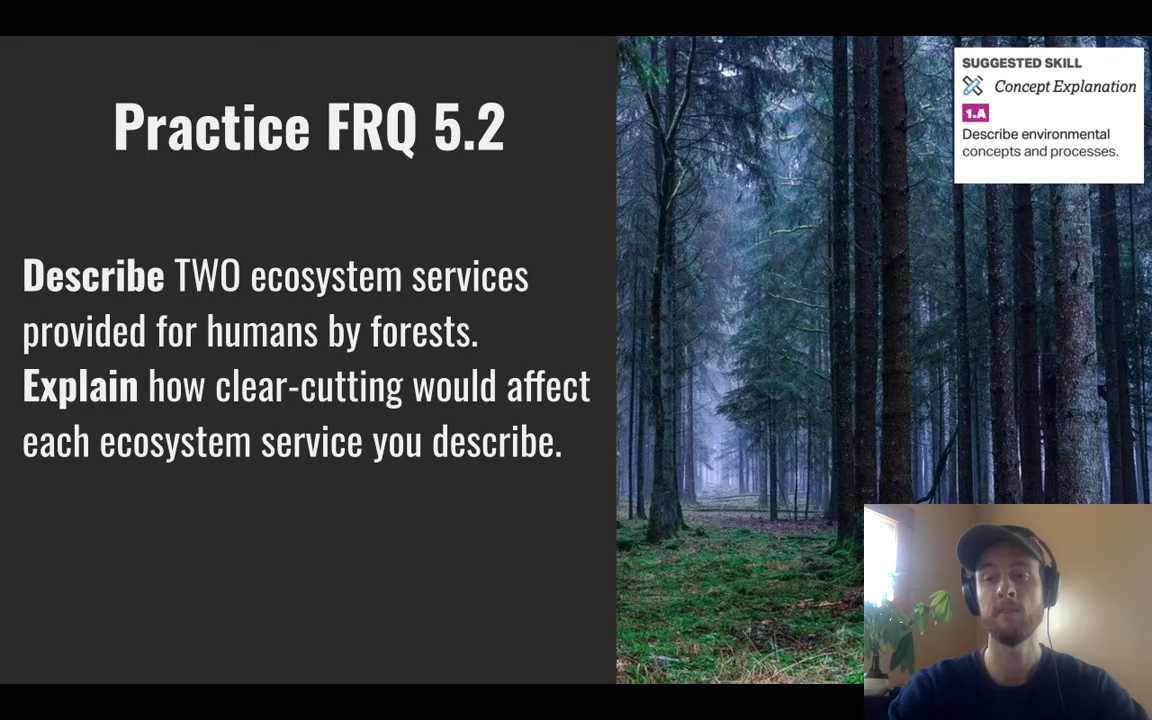 Practice FRQ 5.2
Describe TWO ecosystem services
provided for humans by forests.
Explain how clear-cutting would affect
each ecosystem service you describe.
SUGGESTED SKILL
Concept Explanation
1.A
Describe environmental
concepts and processes.